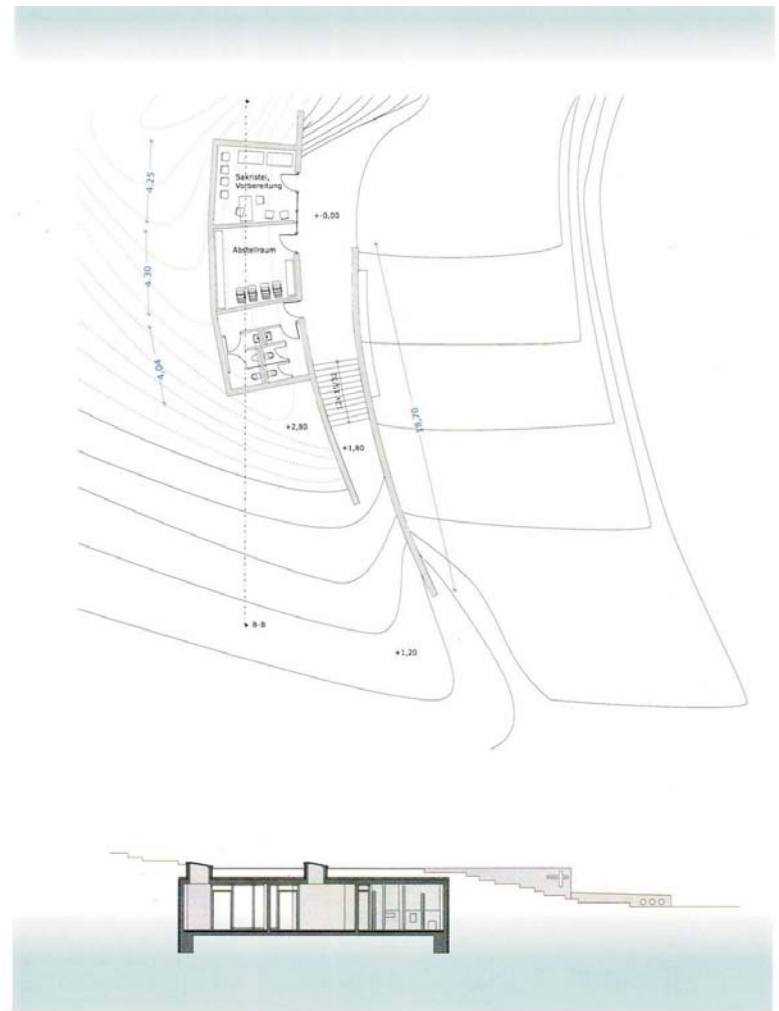 4.25
Sakristei,
Vorbereitung
+-0,00
Abstellraum
4.30
4.04
+2,80
+1,80
18,70
B-B
+1,20